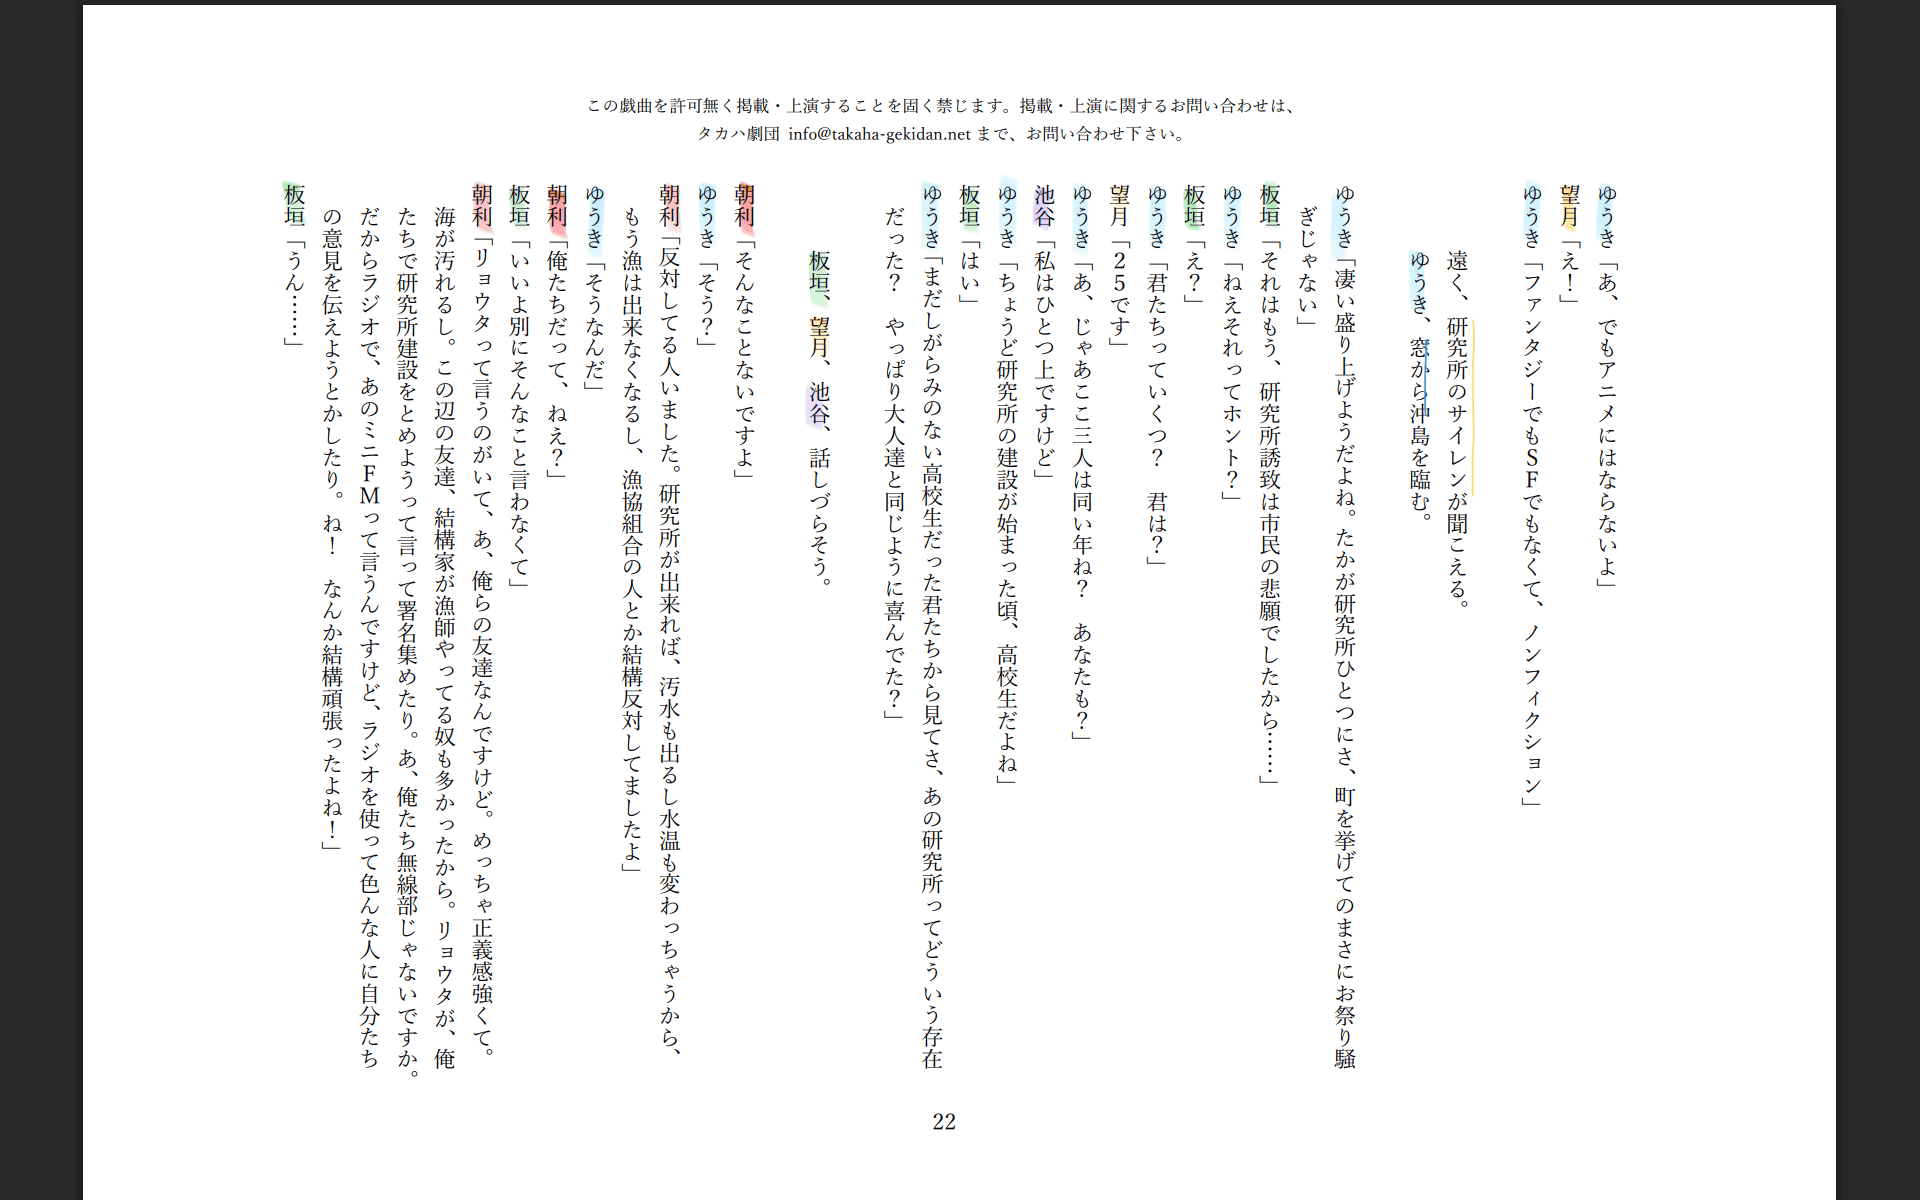 この戯曲を許可無く掲載・上演することを固く禁じます。掲載・上演に関するお問い合わせは、
タカハ劇団 info@takaha-gekidan.net まで、お問い合わせ下さい。
ゆうき「あ、でもアニメにはならないよ」
望月「え！」
ゆうき「ファンタジーでもSFでもなくて、ノンフィクション」
遠く、研究所のサイレンが聞こえる。
ゆうき、窓から沖島を臨む。
ゆうき「凄い盛り上げようだよね。たかが研究所ひとつにさ、町を挙げてのまさにお祭り騒
ぎじゃない」
板垣「それはもう、研究所誘致は市民の悲願でしたから……」
ゆうき「ねえそれってホント？」
板垣「え？」
ゆうき「君たちっていくつ？　君は？」
望月「２５です」
ゆうき「あ、じゃあここ三人は同い年ね？　あなたも？」
池谷「私はひとつ上ですけど」
ゆうき「ちょうど研究所の建設が始まった頃、高校生だよね」
板垣「はい」
ゆうき「まだしがらみのない高校生だった君たちから見てさ、あの研究所ってどういう存在
だった？　やっぱり大人達と同じように喜んでた？」
板垣、望月、池谷、話しづらそう。
朝利「そんなことないですよ」
ゆうき「そう？」
朝利「反対してる人いました。研究所が出来れば、汚水も出るし水温も変わっちゃうから、
もう漁は出来なくなるし、漁協組合の人とか結構反対してましたよ」
ゆうき「そうなんだ」
朝利「俺たちだって、ねえ？」
板垣「いいよ別にそんなこと言わなくて」
朝利「リョウタって言うのがいて、あ、俺らの友達なんですけど。めっちゃ正義感強くて。
海が汚れるし。この辺の友達、結構家が漁師やってる奴も多かったから。リョウタが、俺
たちで研究所建設をとめようって言って署名集めたり。あ、俺たち無線部じゃないですか。
だからラジオで、あのミニFMって言うんですけど、ラジオを使って色んな人に自分たち
の意見を伝えようとかしたり。ね！　なんか結構頑張ったよね！」
板垣「うん……」
22